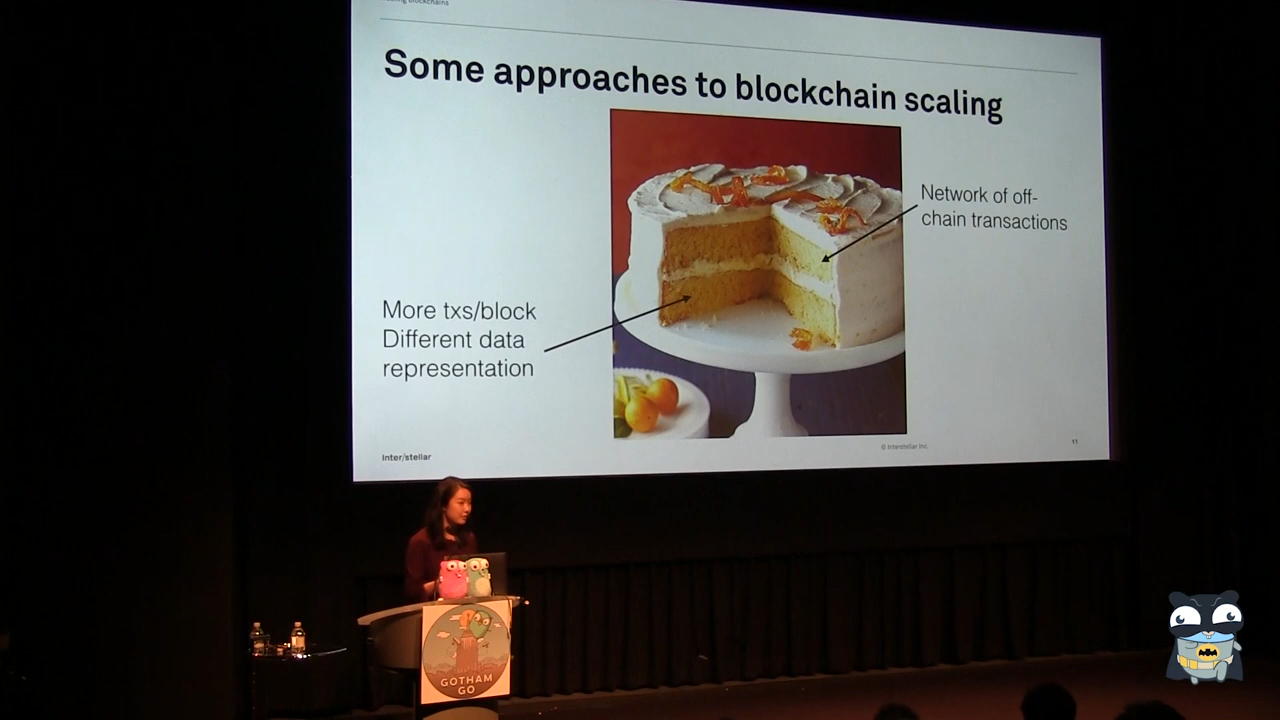 blockchains
Some approaches to blockchain scaling
Network of off-
chain transactions
More txs/block
Different data
representation
Inter/stellar
© Interstellar Inc.
11
GOTHAM
GO